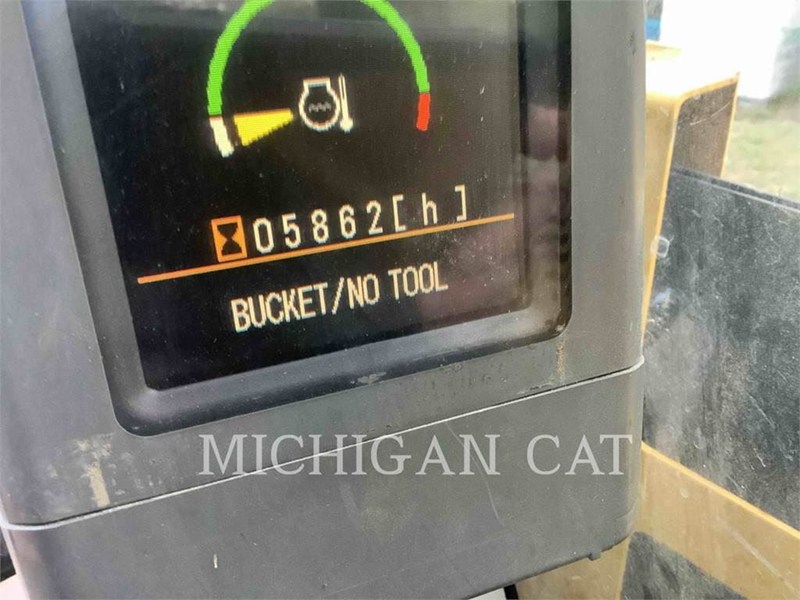 05862[h]
BUCKET/NO TOOL
MICHIGAN CAT